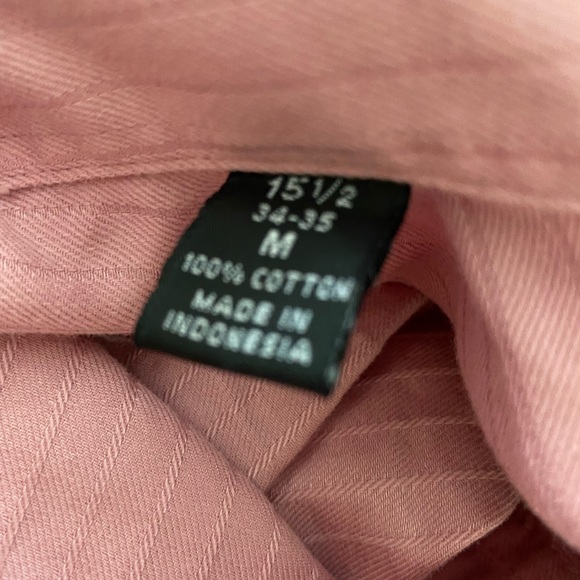 15 1/2
34-35
M
100% COTTON
MADE IN
INDONESIA